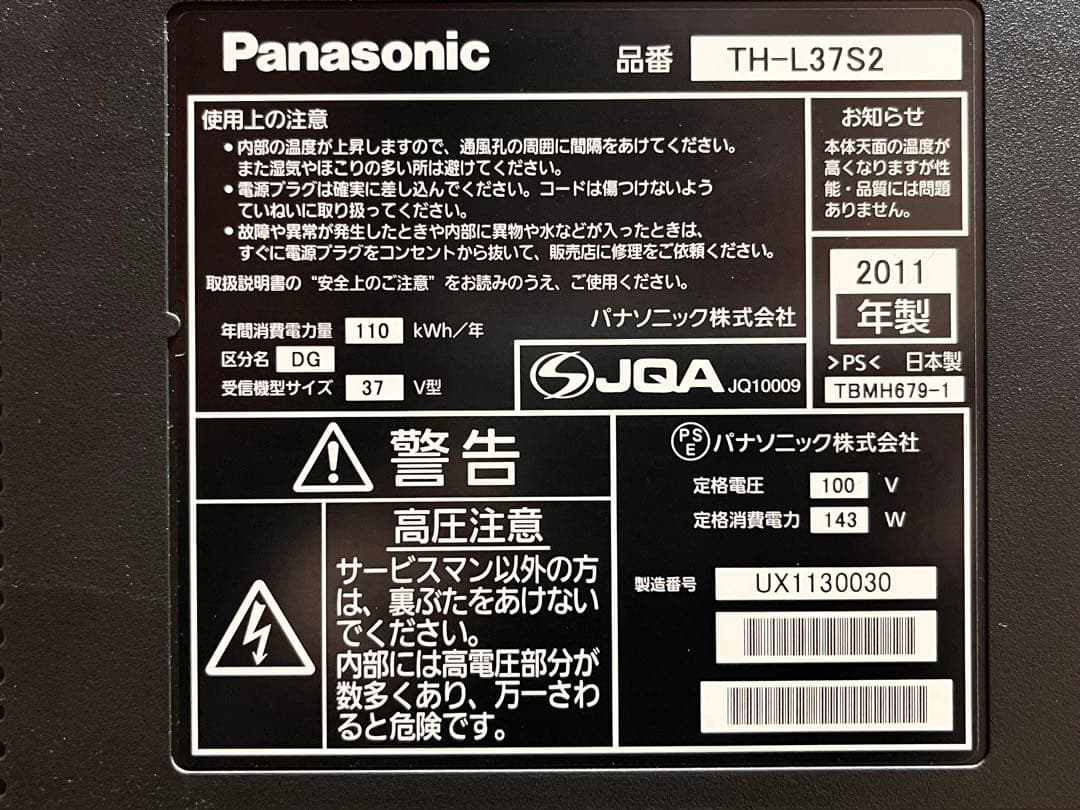 Panasonic
品番 TH-L37S2
使用上の注意
•内部の温度が上昇しますので、通風孔の周囲に間隔をあけてください。
また湿気やほこりの多い所は避けてください。
•電源プラグは確実に差し込んでください。コードは傷つけないよう
ていねいに取り扱ってください。
•故障や異常が発生したときや内部に異物や水などが入ったときは、
すぐに電源プラグをコンセントから抜いて、販売店に修理をご依頼ください。
取扱説明書の“安全上のご注意”をお読みのうえ、ご使用ください。
パナソニック株式会社
年間消費電力量 110 kWh/年
区分名 DG
受信機型サイズ 37 V型
JQA JQ10009
お知らせ
本体天面の温度が
高くなりますが性
能・品質には問題
ありません。
2011
年製
>PS< 日本製
TBMH679-1
警告
高圧注意
サービスマン以外の方
は、裏ぶたをあけない
でください。
内部には高電圧部分が
数多くあり、万一さわ
ると危険です。
PSE パナソニック株式会社
定格電圧 100 V
定格消費電力 143 W
製造番号 UX1130030